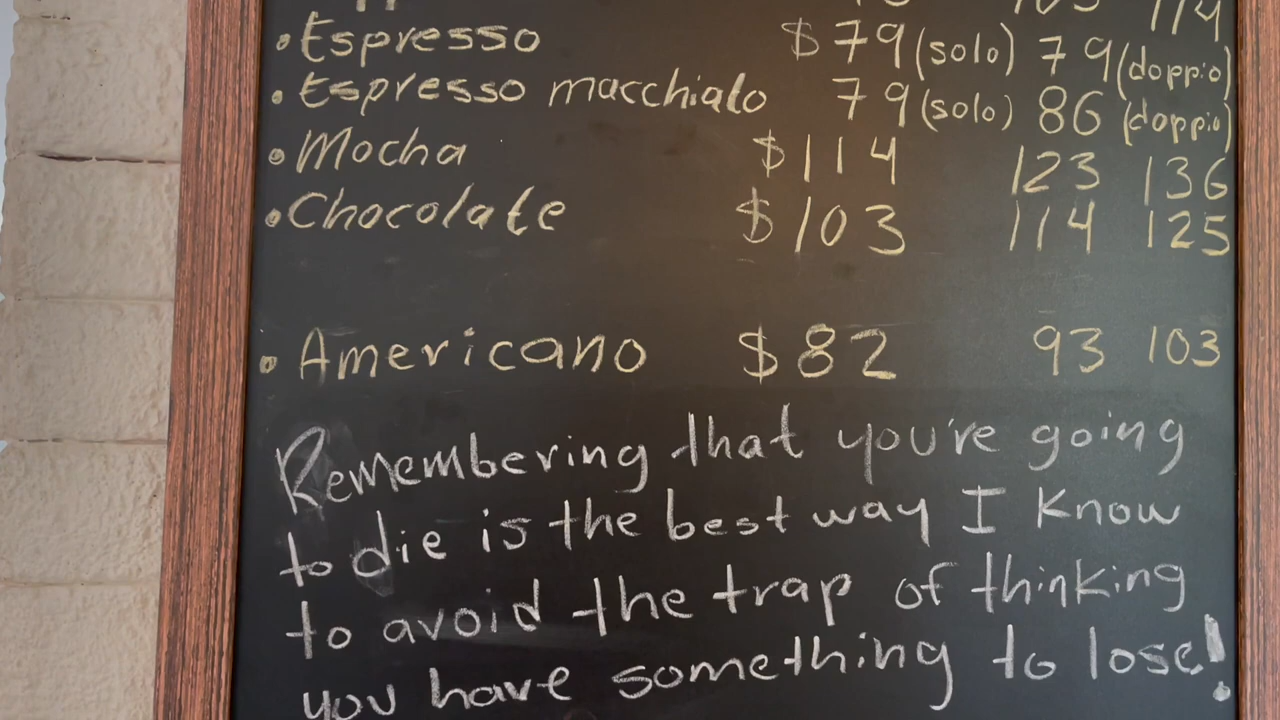 114
• Espresso $79 (solo) 79 (doppio)
• Espresso macchiato 79 (solo) 86 (doppio)
• Mocha $114 123 136
• Chocolate $103 114 125
• Americano $82 93 103
Remembering that you're going
to die is the best way I know
to avoid the trap of thinking
you have something to lose!